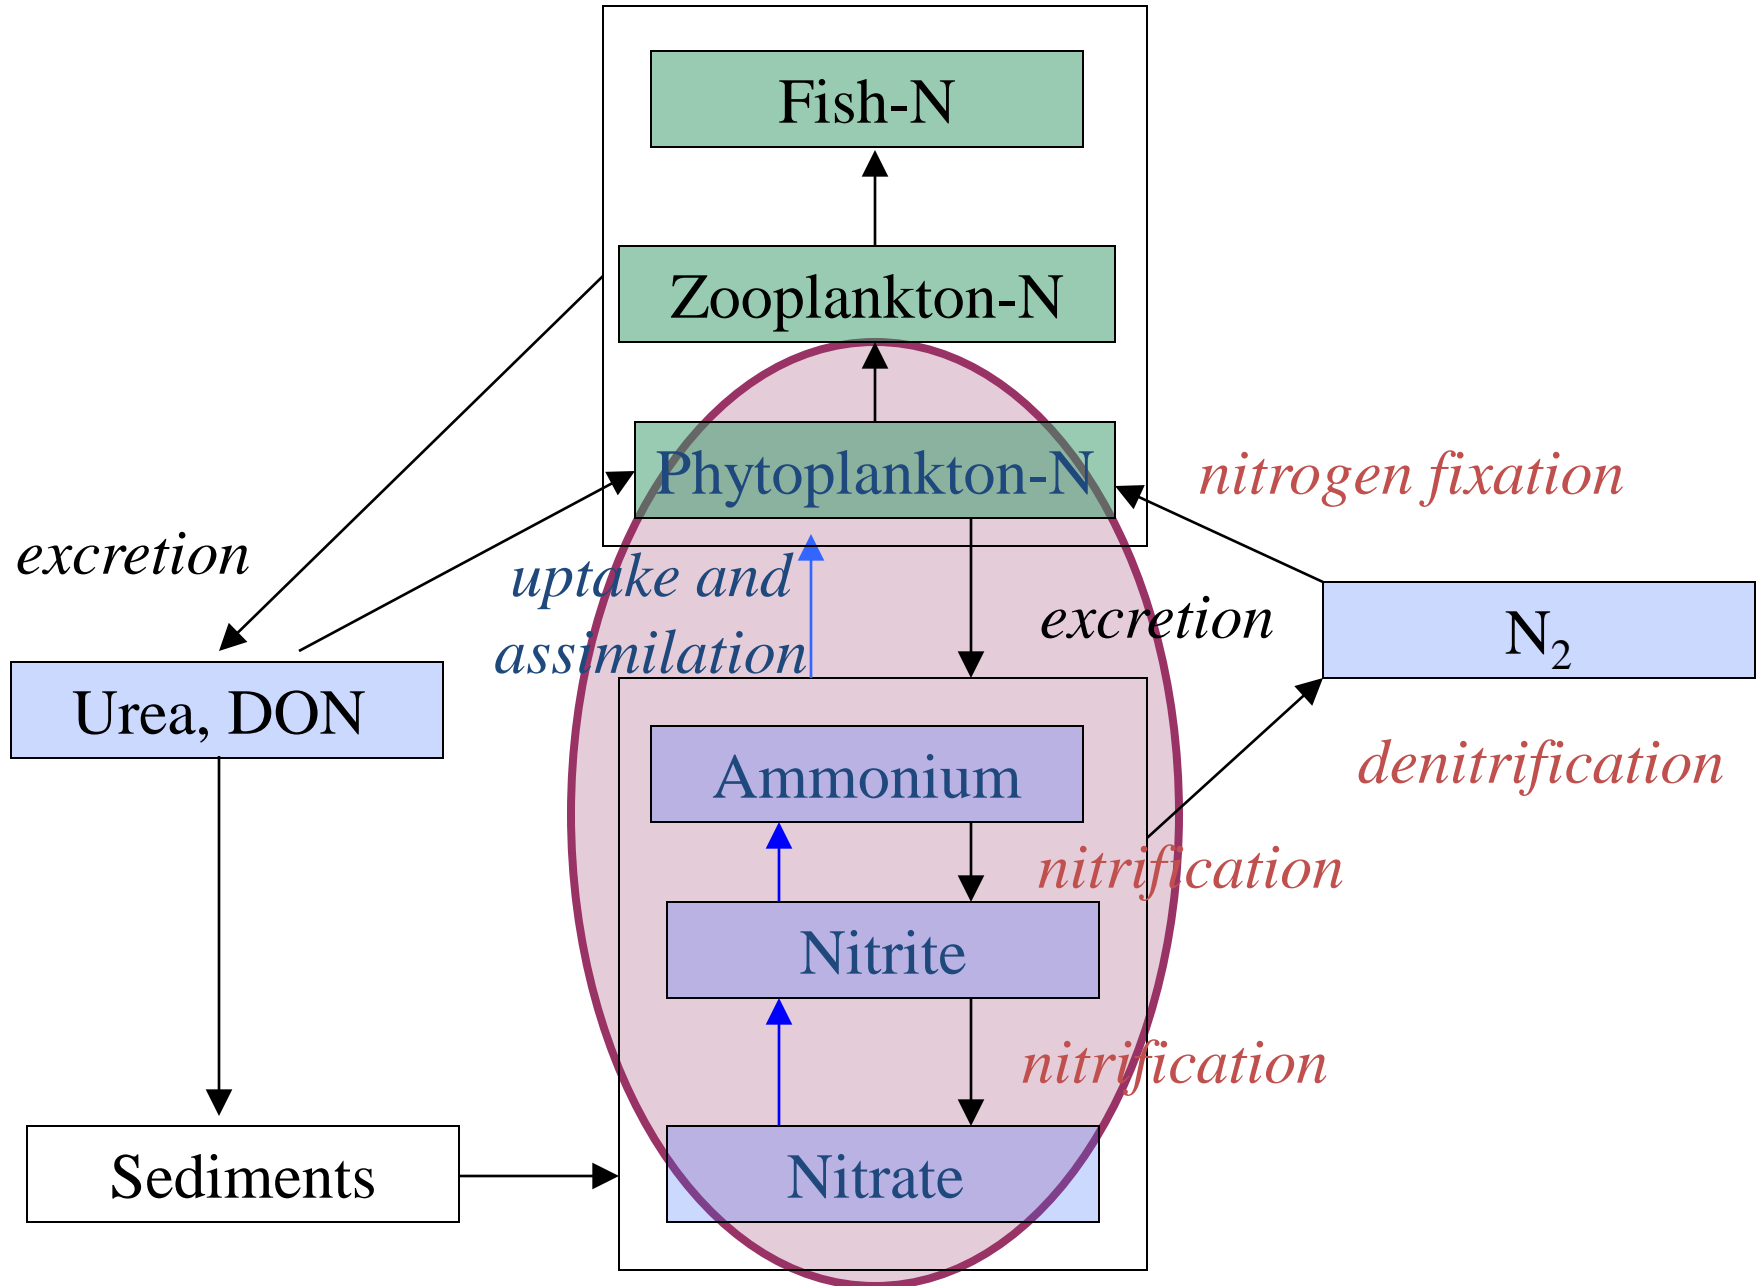 Fish-N
Zooplankton-N
Phytoplankton-N
nitrogen fixation
excretion
uptake and
assimilation
excretion
N₂
Urea, DON
denitrification
Ammonium
nitrification
Nitrite
nitrification
Sediments
Nitrate